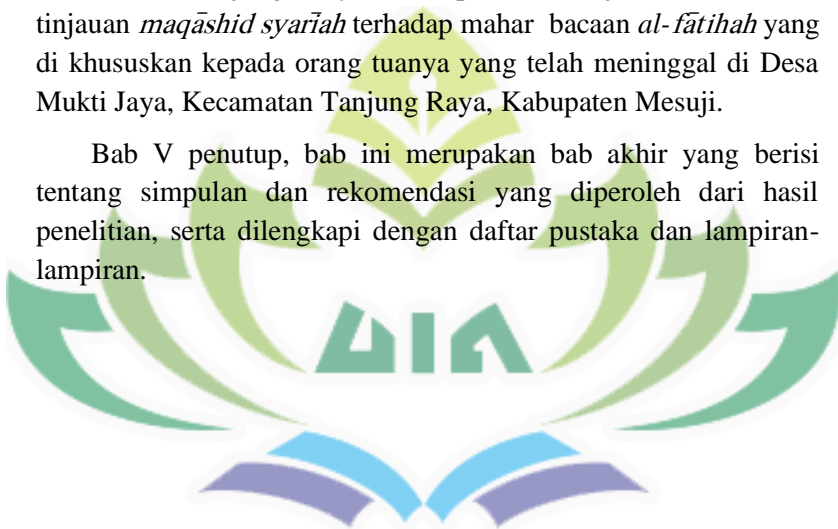 tinjauan maqāshid syarīah terhadap mahar bacaan al-fātihah yang
di khususkan kepada orang tuanya yang telah meninggal di Desa
Mukti Jaya, Kecamatan Tanjung Raya, Kabupaten Mesuji.
Bab V penutup, bab ini merupakan bab akhir yang berisi
tentang simpulan dan rekomendasi yang diperoleh dari hasil
penelitian, serta dilengkapi dengan daftar pustaka dan lampiran-
lampiran.
UIN